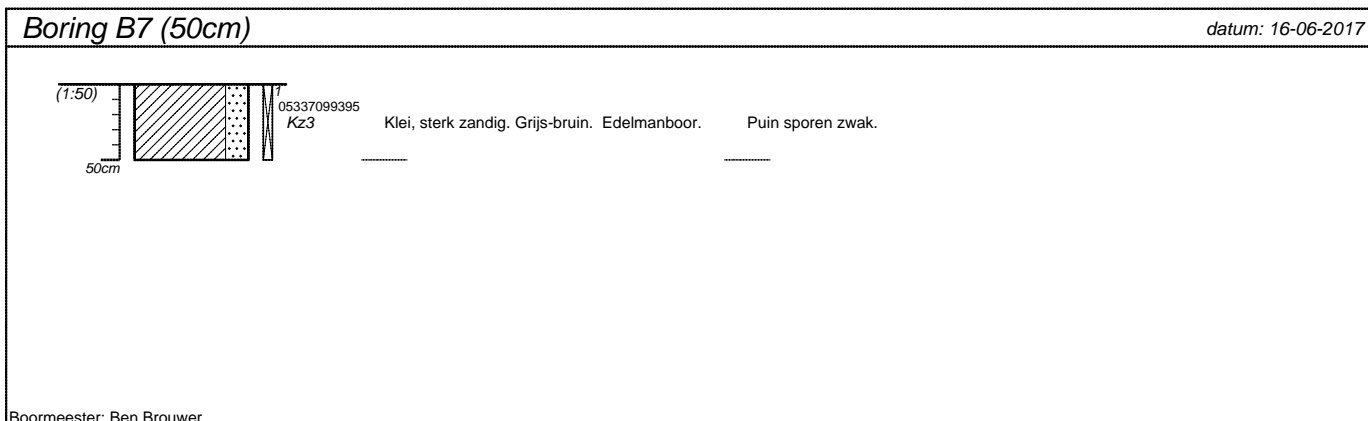 Boring B7 (50cm)
datum: 16-06-2017
(1:50)
1
05337099395
Kz3
Klei, sterk zandig. Grijs-bruin. Edelmanboor.
Puin sporen zwak.
50cm
Boormeester: Ben Brouwer